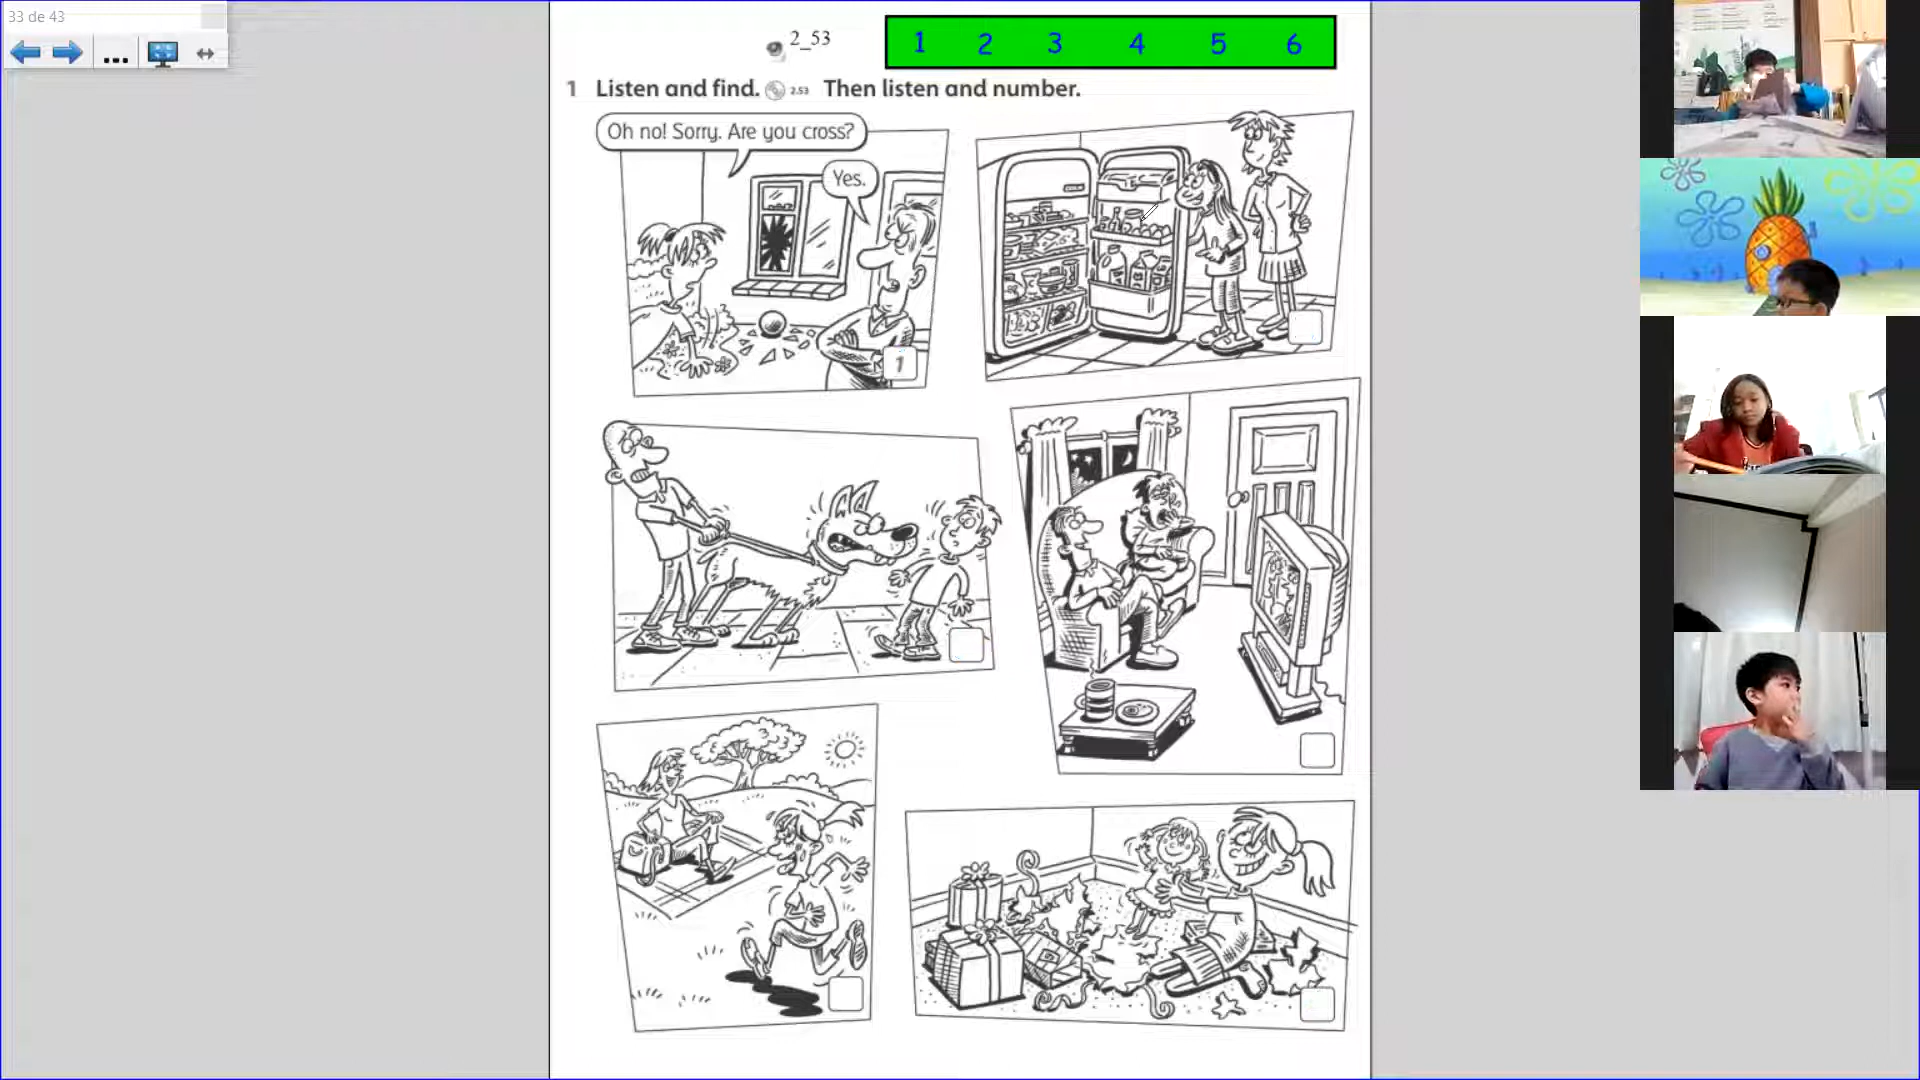 33 de 43
...
2_53
1 2 3 4 5 6
1 Listen and find. 2.53 Then listen and number.
Oh no! Sorry. Are you cross?
Yes.
1